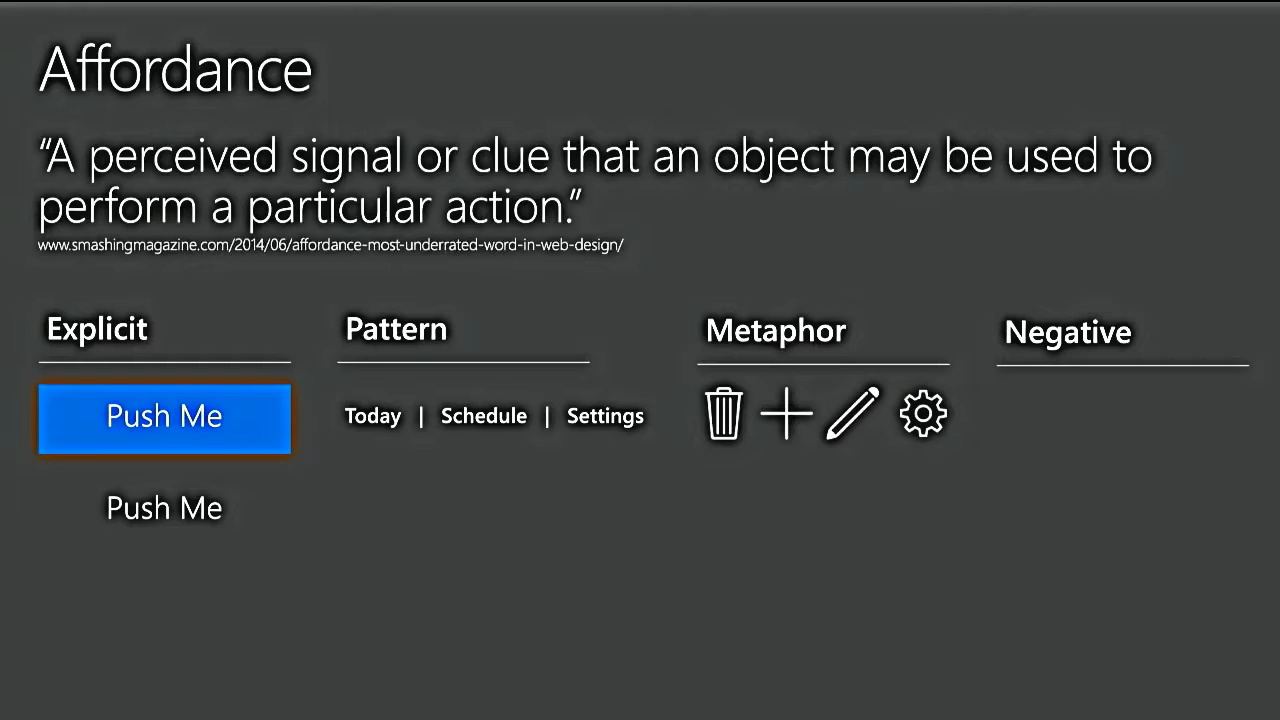 Affordance
“A perceived signal or clue that an object may be used to
perform a particular action.”
www.smashingmagazine.com/2014/06/affordance-most-underrated-word-in-web-design/
Explicit
Pattern
Metaphor
Negative
Push Me
Today | Schedule | Settings
Push Me